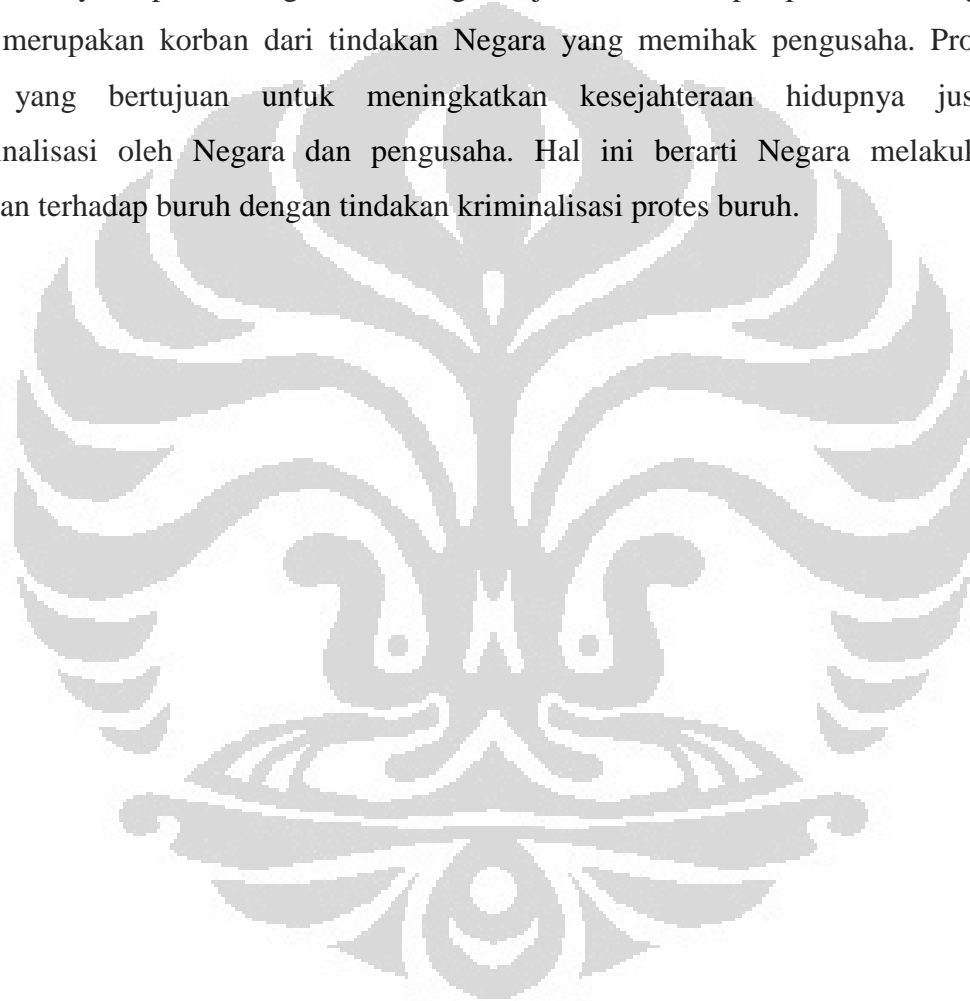 merupakan korban dari tindakan Negara yang memihak pengusaha. Pro
yang bertujuan untuk meningkatkan kesejahteraan hidupnya jus
nalisasi oleh Negara dan pengusaha. Hal ini berarti Negara melakuk
an terhadap buruh dengan tindakan kriminalisasi protes buruh.